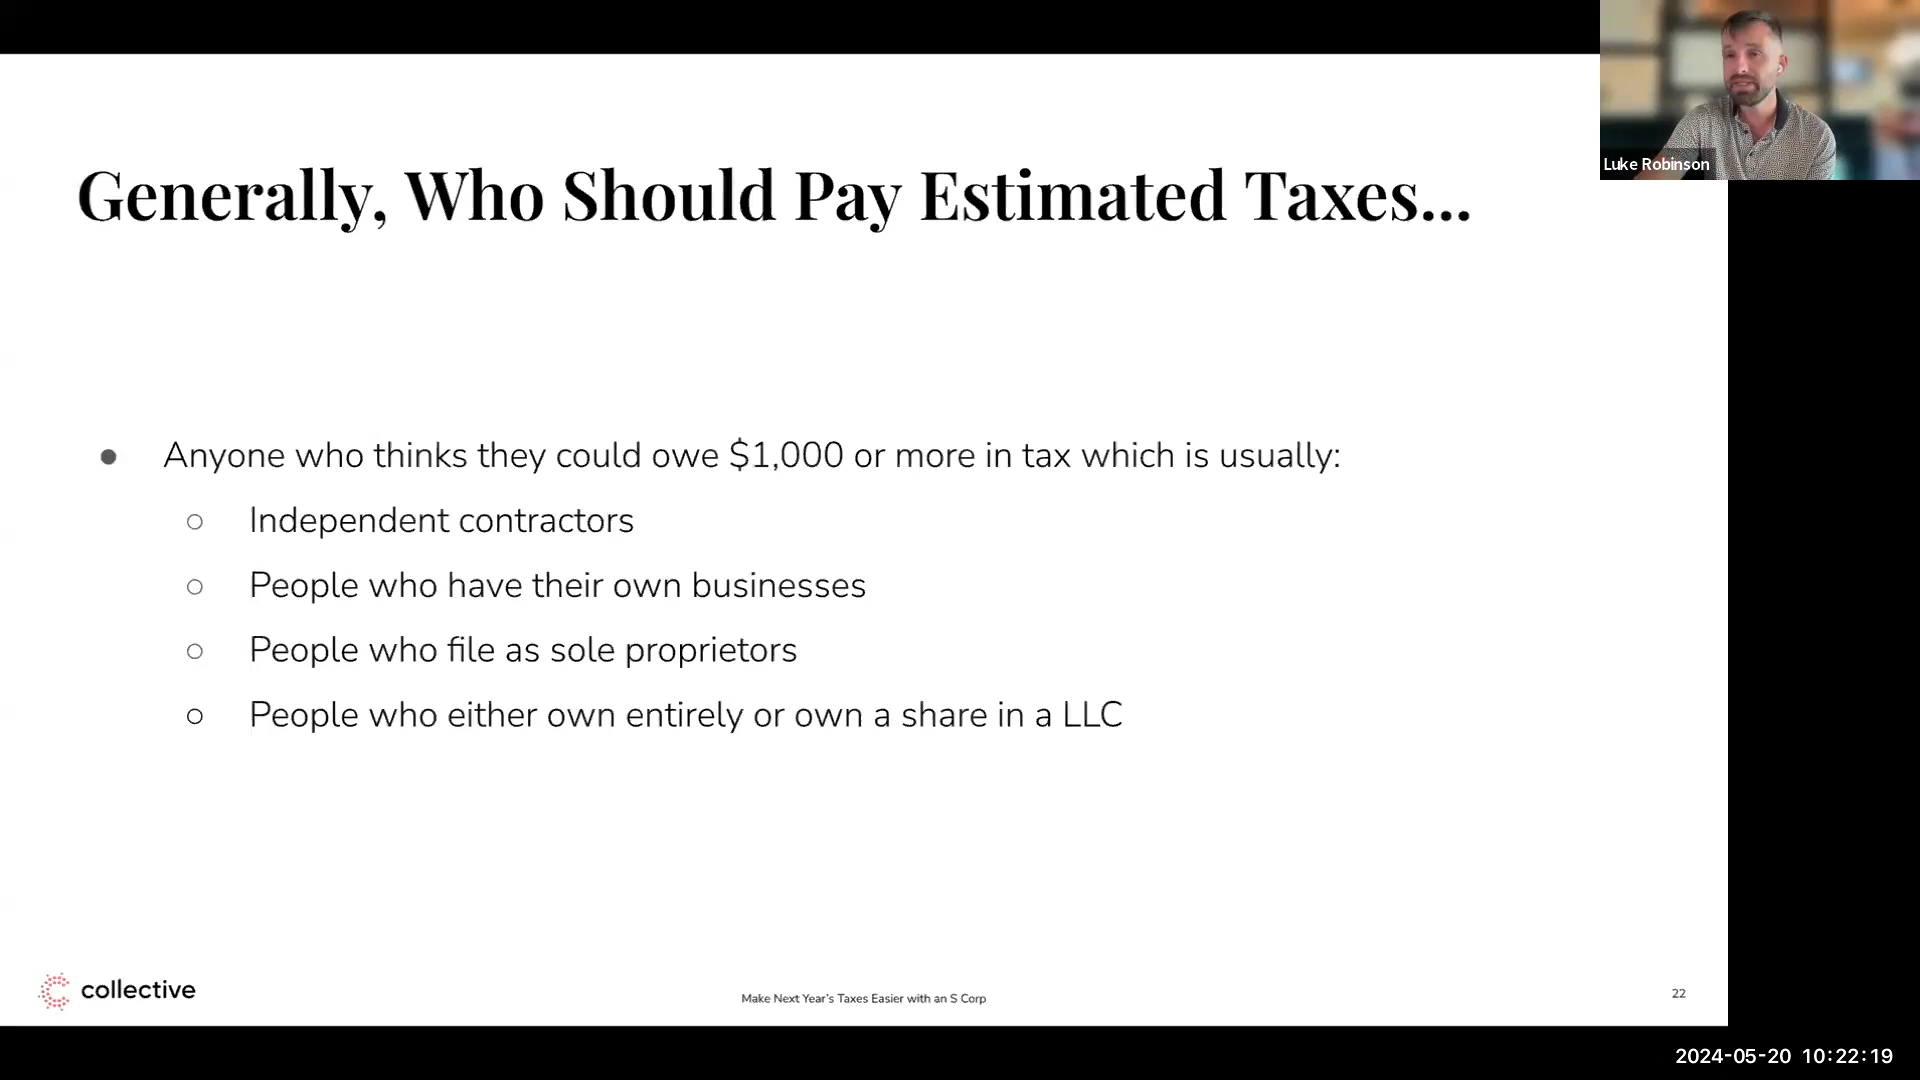 Luke Robinson
Generally, Who Should Pay Estimated Taxes...
● Anyone who thinks they could owe $1,000 or more in tax which is usually:
○ Independent contractors
○ People who have their own businesses
○ People who file as sole proprietors
○ People who either own entirely or own a share in a LLC
collective
Make Next Year's Taxes Easier with an S Corp
22
2024-05-20 10:22:19